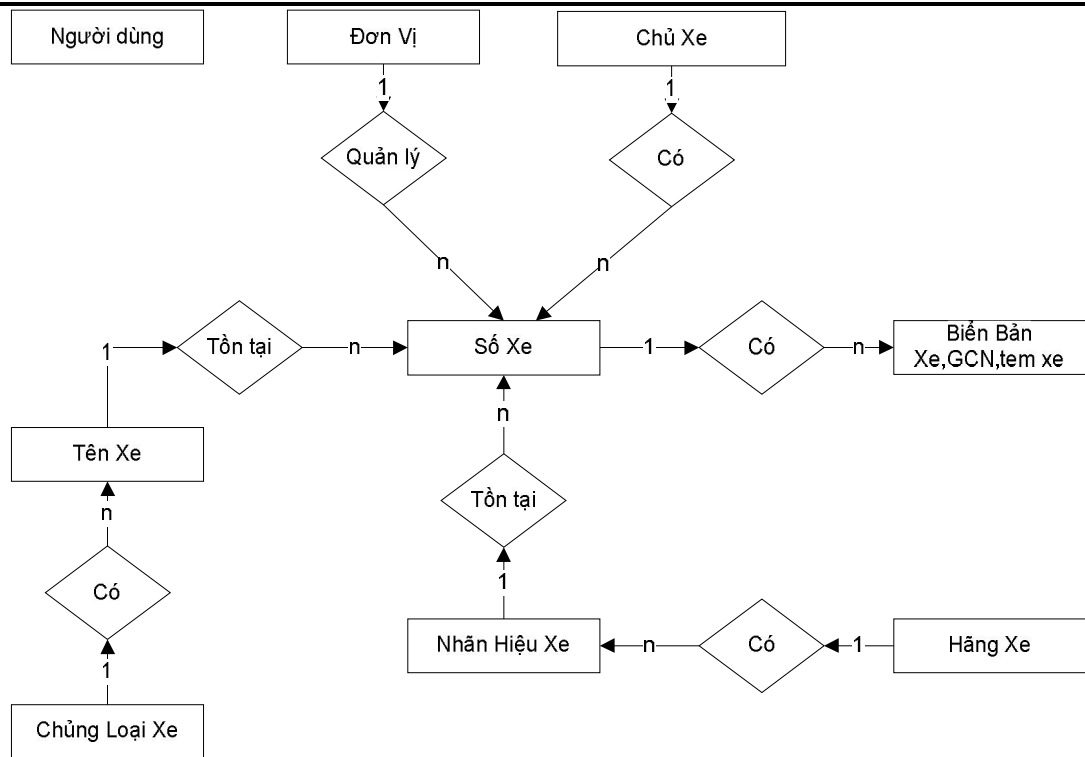 Người dùng
Đơn Vị
Chủ Xe
1
1
Quản lý
Có
n
n
1
Tồn tại
n
Số Xe
1
Có
n
Biển Bản
Xe,GCN,tem xe
n
Tên Xe
Tồn tại
n
Có
1
1
Nhãn Hiệu Xe
n
Có
1
Hãng Xe
Chủng Loại Xe